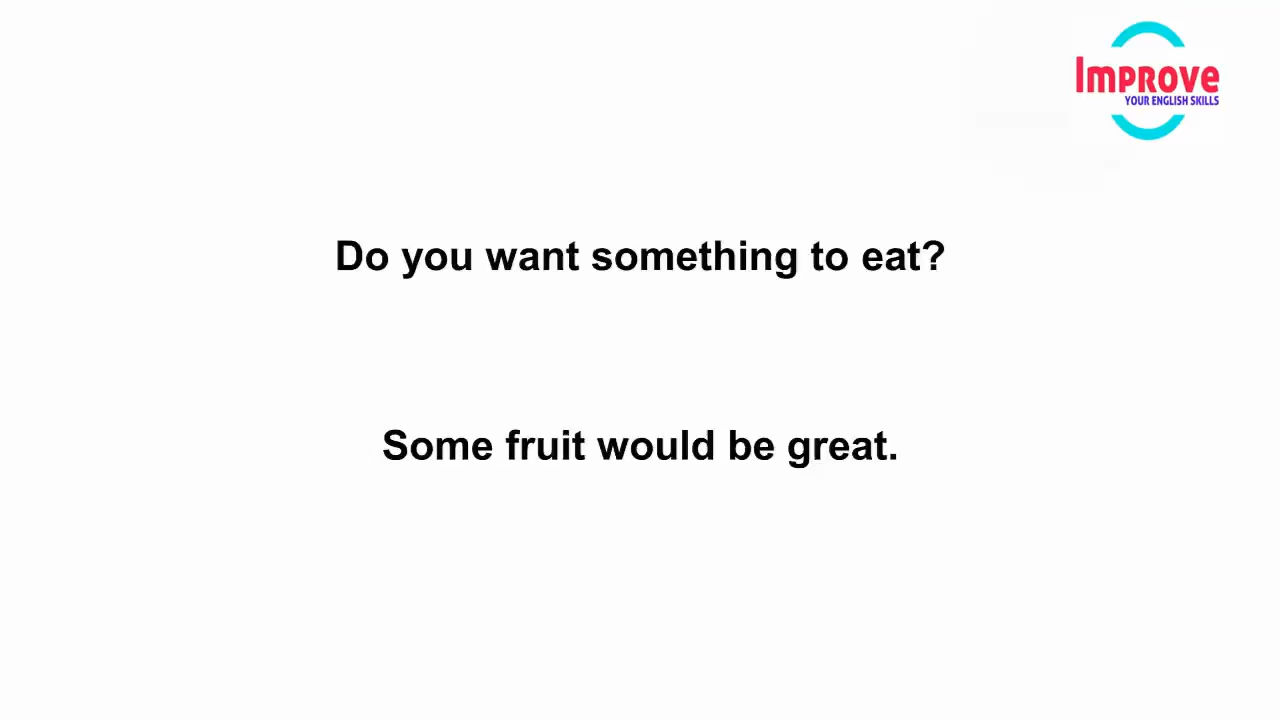 Improve
YOUR ENGLISH SKILLS
Do you want something to eat?
Some fruit would be great.